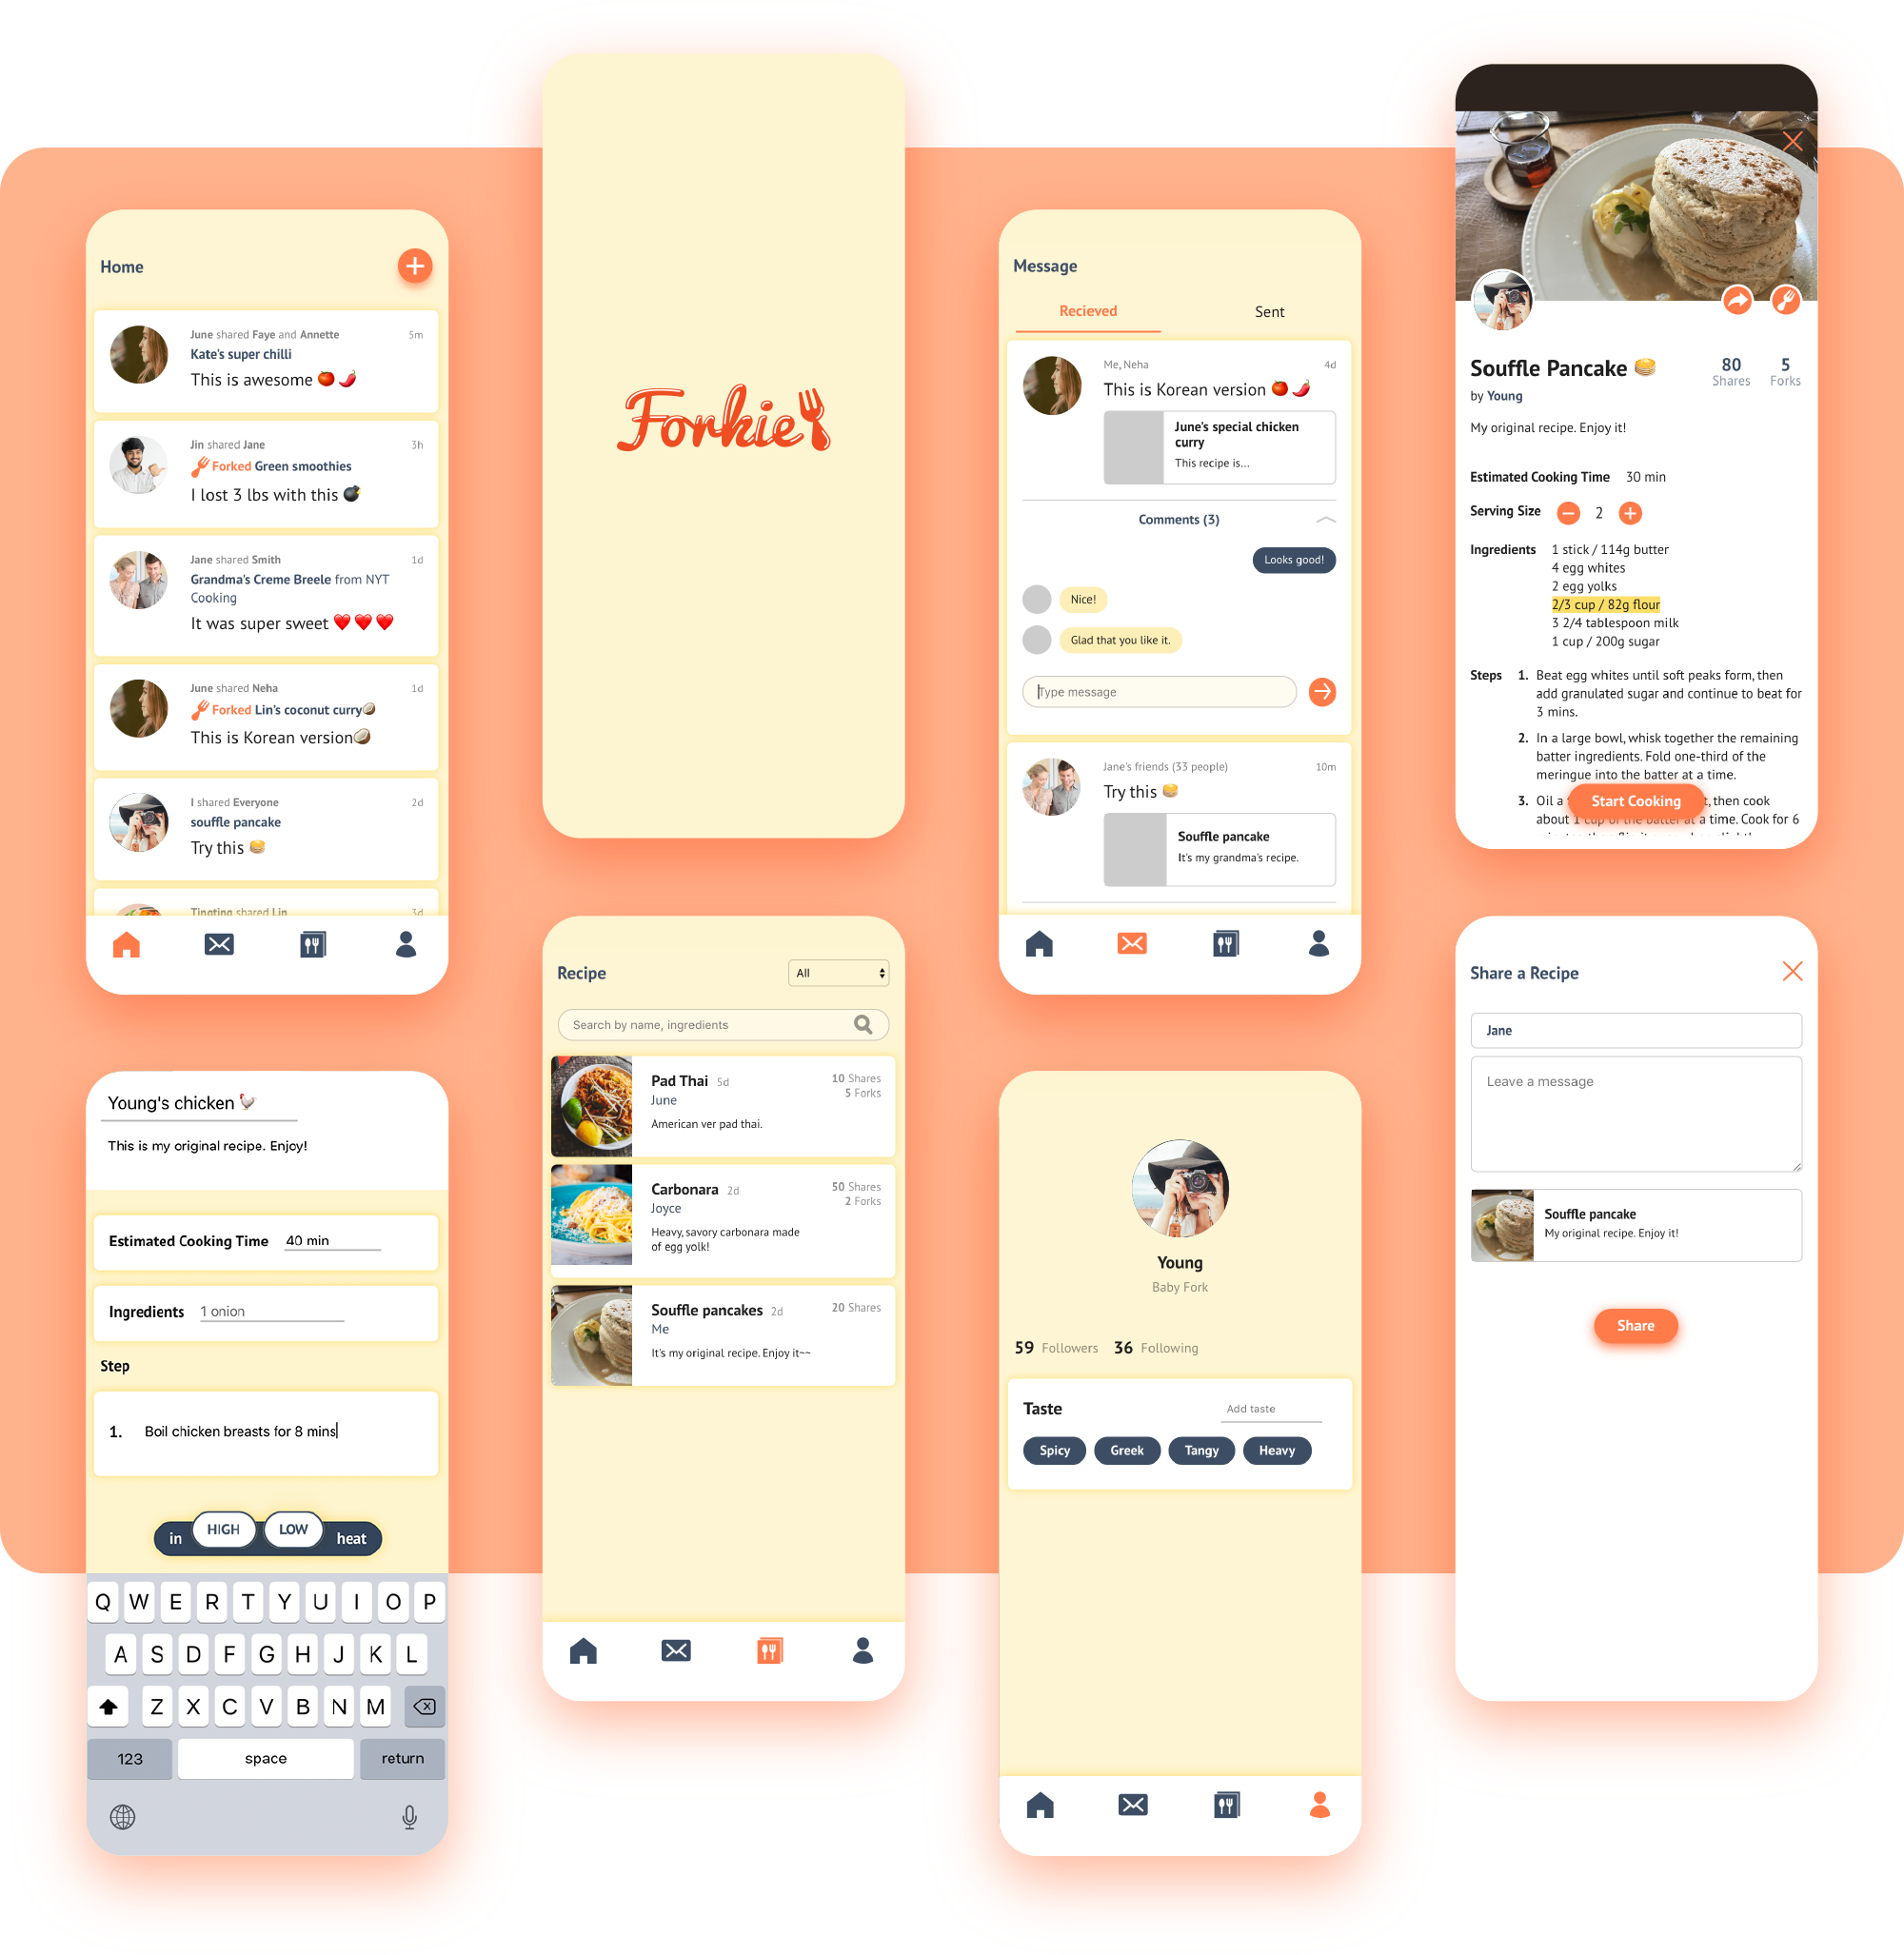 Home
June shared Faye and Annette 5m
Kate's super chilli
This is awesome 🍅 🌶️
Jin shared Jane 3h
Forked Green smoothies
I lost 3 lbs with this 💣
Jane shared Smith 1d
Grandma's Creme Breele from NYT
Cooking
It was super sweet ❤️ ❤️ ❤️
June shared Neha 1d
Forked Lin's coconut curry🥥
This is Korean version🥥
I shared Everyone 2d
souffle pancake
Try this 🥞
Tingting shared Lin 3d
Forkie
Message
Recieved Sent
Me, Neha 4d
This is Korean version 🍅 🌶️
June's special chicken
curry
This recipe is...
Comments (3)
Looks good!
Nice!
Glad that you like it.
Type message
Jane's friends (33 people) 10m
Try this 🥞
Souffle pancake
It's my grandma's recipe.
Souffle Pancake 🥞
80 5
Shares Forks
by Young
My original recipe. Enjoy it!
Estimated Cooking Time 30 min
Serving Size 2
Ingredients 1 stick / 114g butter
4 egg whites
2 egg yolks
2/3 cup / 82g flour
3 2/4 tablespoon milk
1 cup / 200g sugar
Steps 1. Beat egg whites until soft peaks form, then
add granulated sugar and continue to beat for
3 mins.
2. In a large bowl, whisk together the remaining
batter ingredients. Fold one-third of the
meringue into the batter at a time.
3. Oil a
Start Cooking
, then cook
about 1 cup of the batter at a time. Cook for 6
Young's chicken 🐓
This is my original recipe. Enjoy!
Estimated Cooking Time 40 min
Ingredients 1 onion
Step
1. Boil chicken breasts for 8 mins
in HIGH LOW heat
Q W E R T Y U I O P
A S D F G H J K L
Z X C V B N M
123 space return
Recipe All
Search by name, ingredients
Pad Thai 5d 10 Shares
June 5 Forks
American ver pad thai.
Carbonara 2d 50 Shares
Joyce 2 Forks
Heavy, savory carbonara made
of egg yolk!
Souffle pancakes 2d 20 Shares
Me
It's my original recipe. Enjoy it~~
Young
Baby Fork
59 Followers 36 Following
Taste Add taste
Spicy Greek Tangy Heavy
Share a Recipe
Jane
Leave a message
Souffle pancake
My original recipe. Enjoy it!
Share